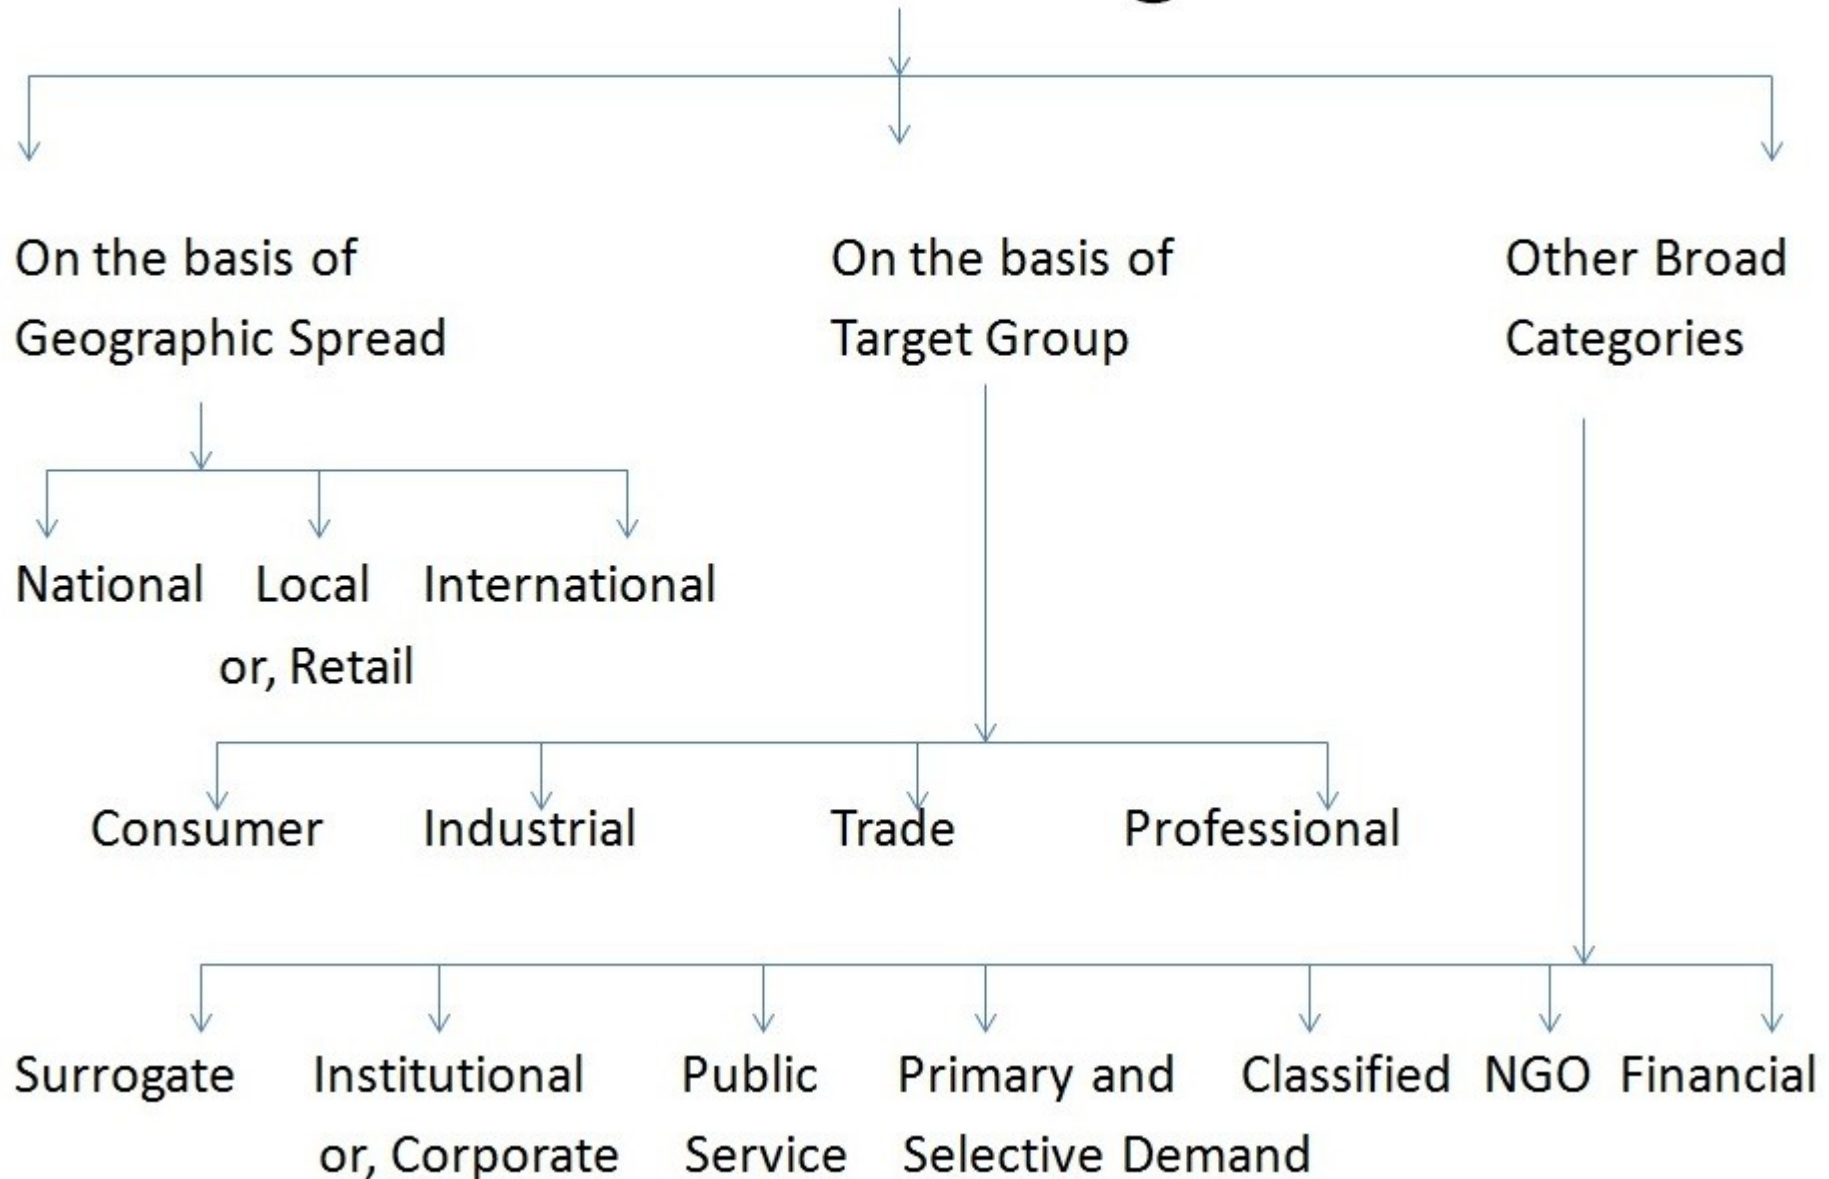 On the basis of
Geographic Spread
On the basis of
Target Group
Other Broad
Categories
National Local International
or, Retail
Consumer Industrial Trade Professional
Surrogate Institutional Public Primary and Classified NGO Financial
or, Corporate Service Selective Demand